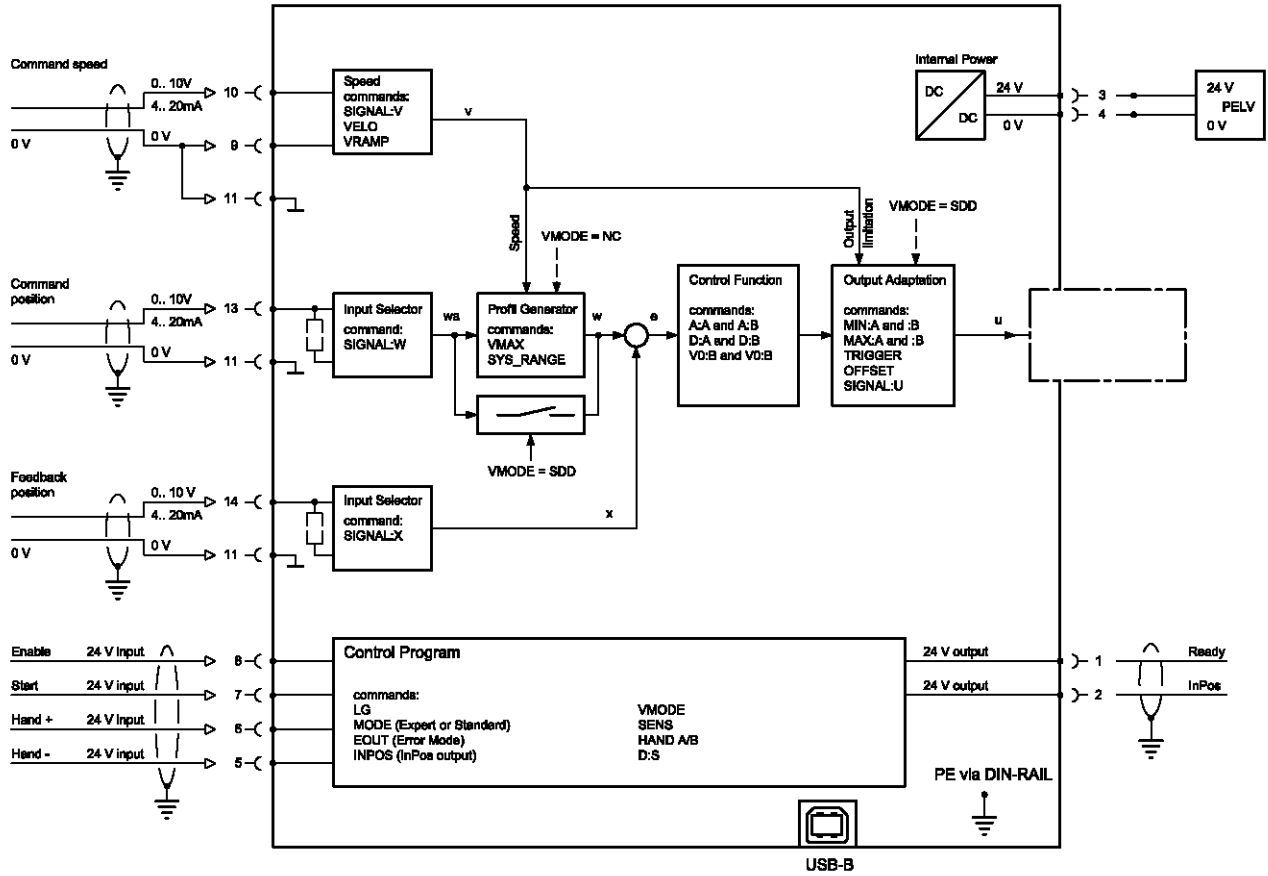 Command speed
0.. 10V
4.. 20mA
0 V
0 V
10
9
11
Speed
commands:
SIGNAL:V
VELO
VRAMP
v
Internal Power
DC
DC
24 V
0 V
3
4
24 V
PELV
0 V
Speed
VMODE = NC
Output
limitation
VMODE = SDD
Command
position
0.. 10V
4.. 20mA
0 V
0 V
13
11
Input Selector
command:
SIGNAL:W
wa
Profil Generator
commands:
VMAX
SYS_RANGE
w
e
VMODE = SDD
Control Function
commands:
A:A and A:B
D:A and D:B
V0:B and V0:B
Output Adaptation
commands:
MIN:A and :B
MAX:A and :B
TRIGGER
OFFSET
SIGNAL:U
u
Feedback
position
0.. 10 V
4.. 20mA
0 V
0 V
14
11
Input Selector
command:
SIGNAL:X
x
Enable 24 V input 8
Start 24 V input 7
Hand + 24 V input 6
Hand - 24 V input 5
Control Program
commands:
LG
MODE (Expert or Standard)
EOUT (Error Mode)
INPOS (InPos output)
VMODE
SENS
HAND A/B
D:S
24 V output 1 Ready
24 V output 2 InPos
PE via DIN-RAIL
USB-B